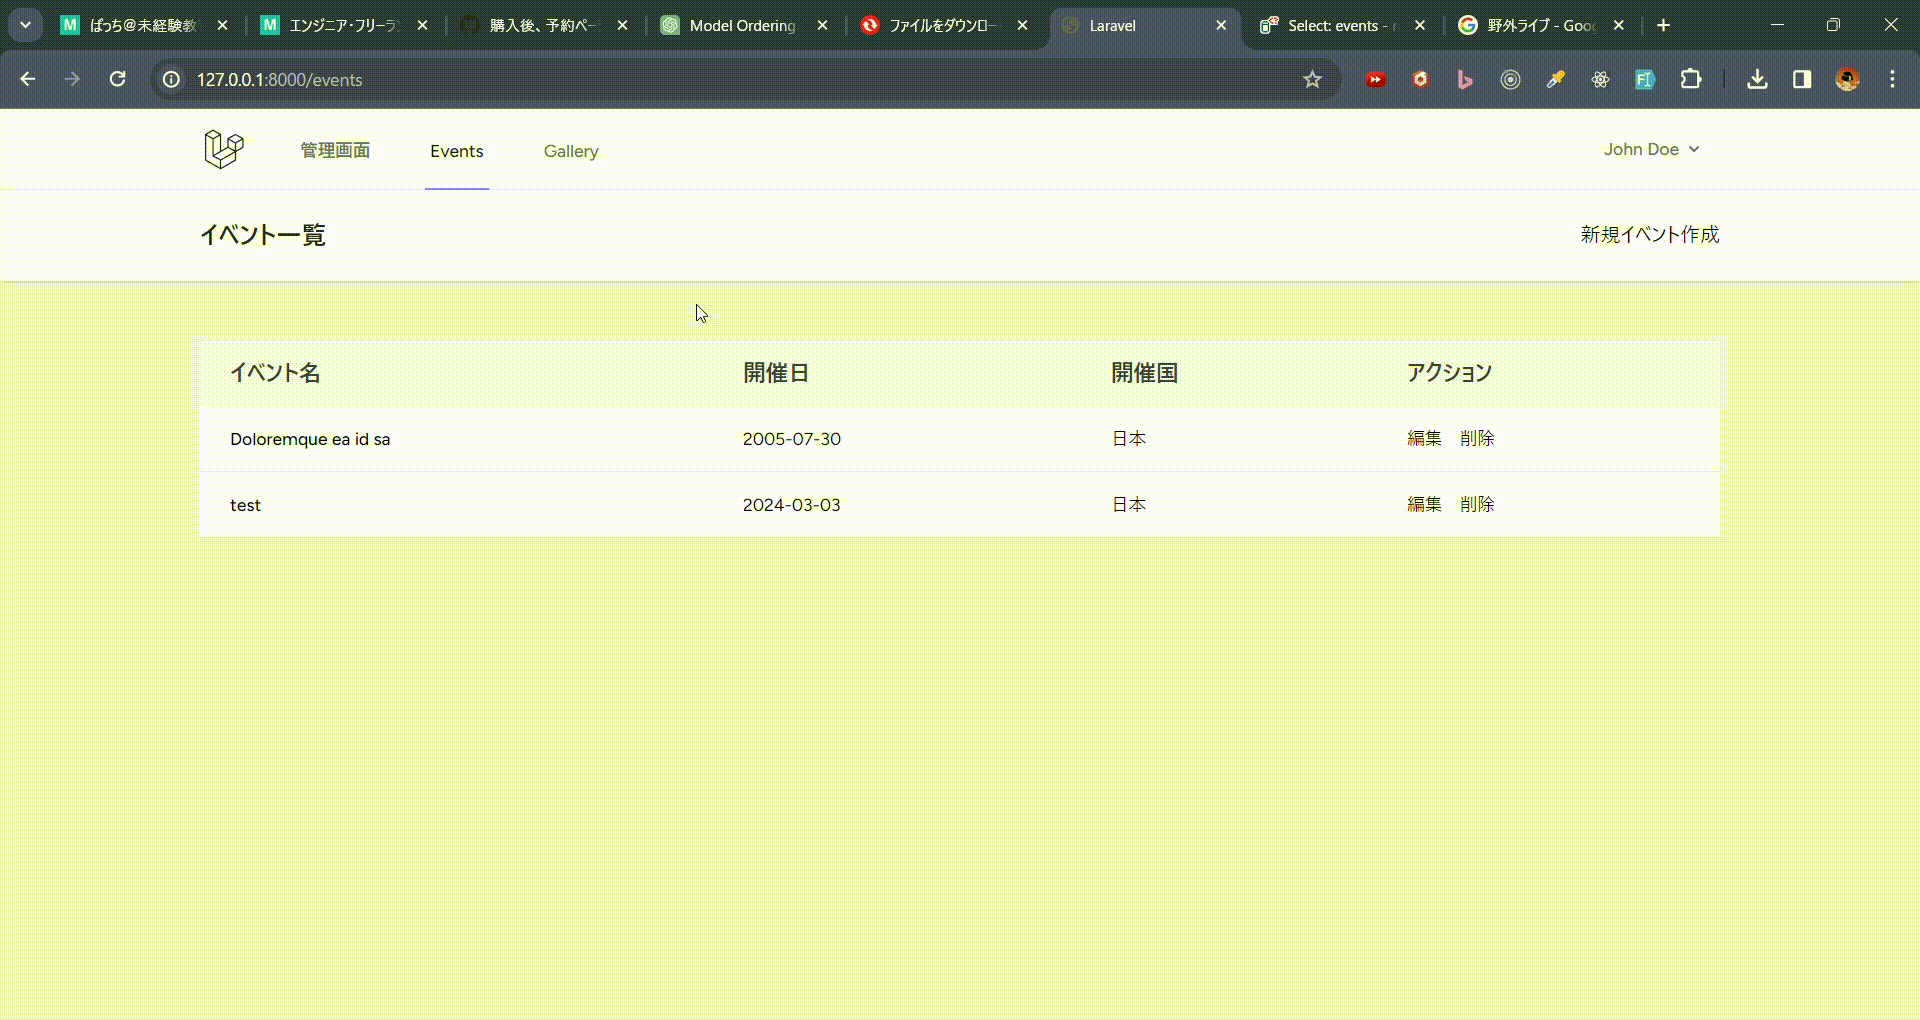 ぱっち@未経験教
エンジニア・フリーラン
購入後、予約ペー
Model Ordering
ファイルをダウンロー
Laravel
Select: events - r
野外ライブ - Goo
127.0.0.1:8000/events
管理画面
Events
Gallery
John Doe
イベント一覧
新規イベント作成
イベント名 開催日 開催国 アクション
Doloremque ea id sa 2005-07-30 日本 編集 削除
test 2024-03-03 日本 編集 削除